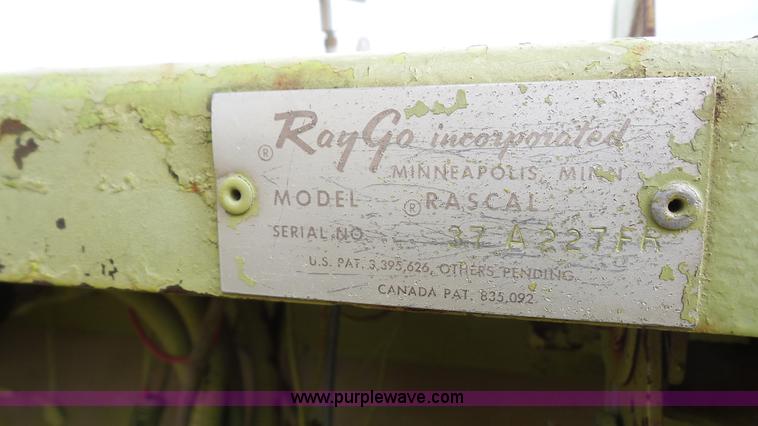 ® RayGo incorporated
MINNEAPOLIS, MINN
MODEL ® RASCAL
SERIAL NO. 37 A 227 FR
U.S. PAT. 3,395,626, OTHERS PENDING
CANADA PAT. 835,092
www.purplewave.com